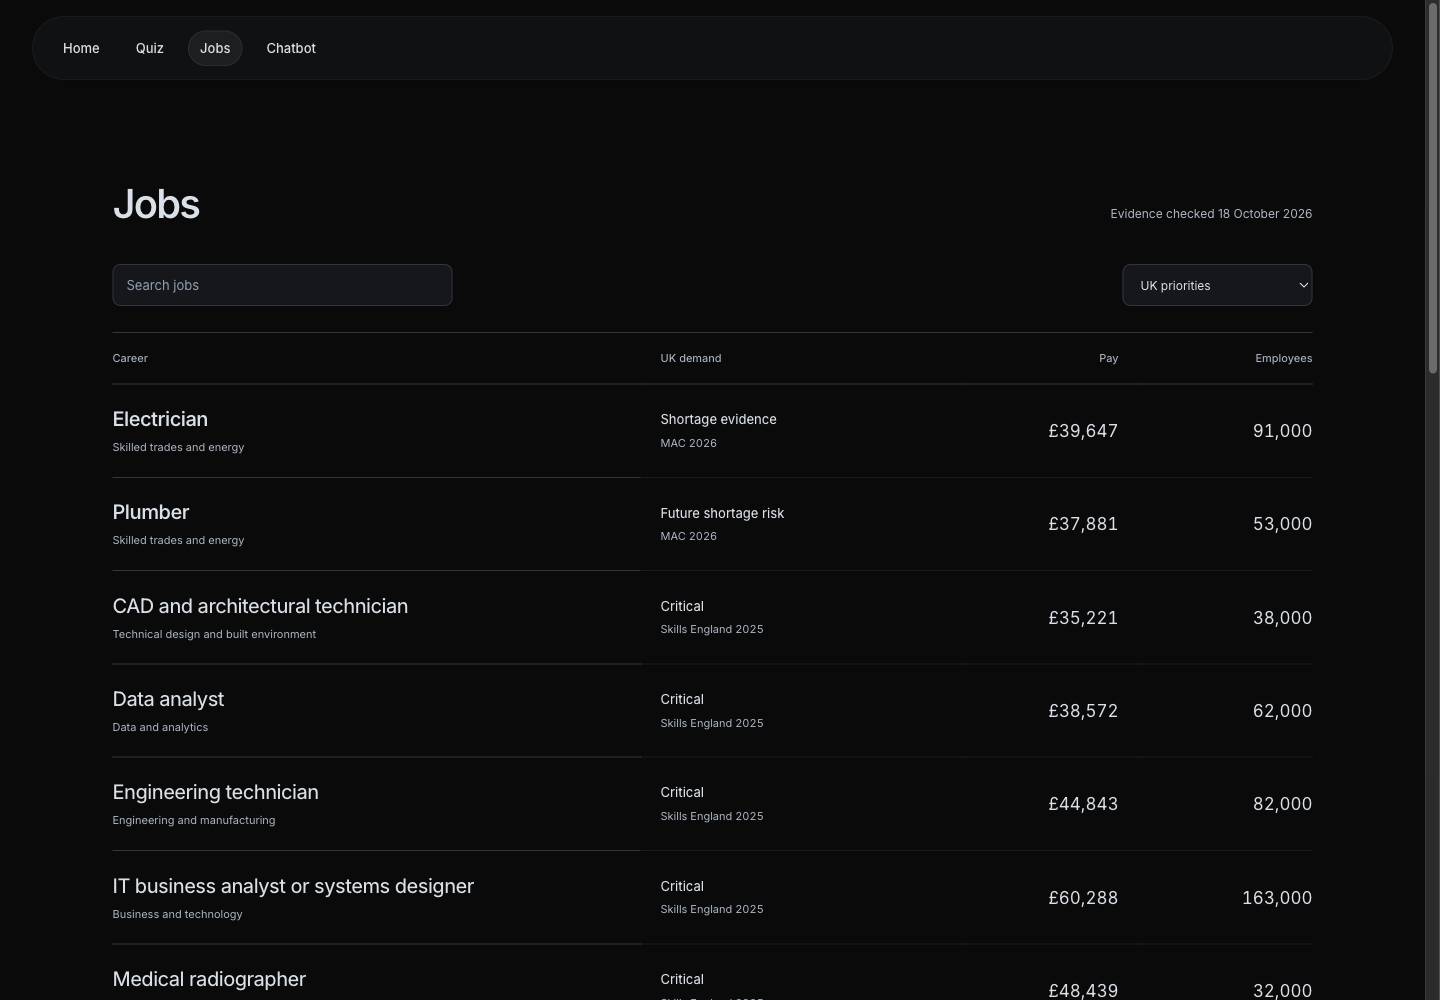 Home Quiz Jobs Chatbot
Jobs
Evidence checked 18 October 2026
Search jobs
UK priorities
Career UK demand Pay Employees
Electrician
Skilled trades and energy
Shortage evidence
MAC 2026
£39,647
91,000
Plumber
Skilled trades and energy
Future shortage risk
MAC 2026
£37,881
53,000
CAD and architectural technician
Technical design and built environment
Critical
Skills England 2025
£35,221
38,000
Data analyst
Data and analytics
Critical
Skills England 2025
£38,572
62,000
Engineering technician
Engineering and manufacturing
Critical
Skills England 2025
£44,843
82,000
IT business analyst or systems designer
Business and technology
Critical
Skills England 2025
£60,288
163,000
Medical radiographer
Critical
£48,439
32,000